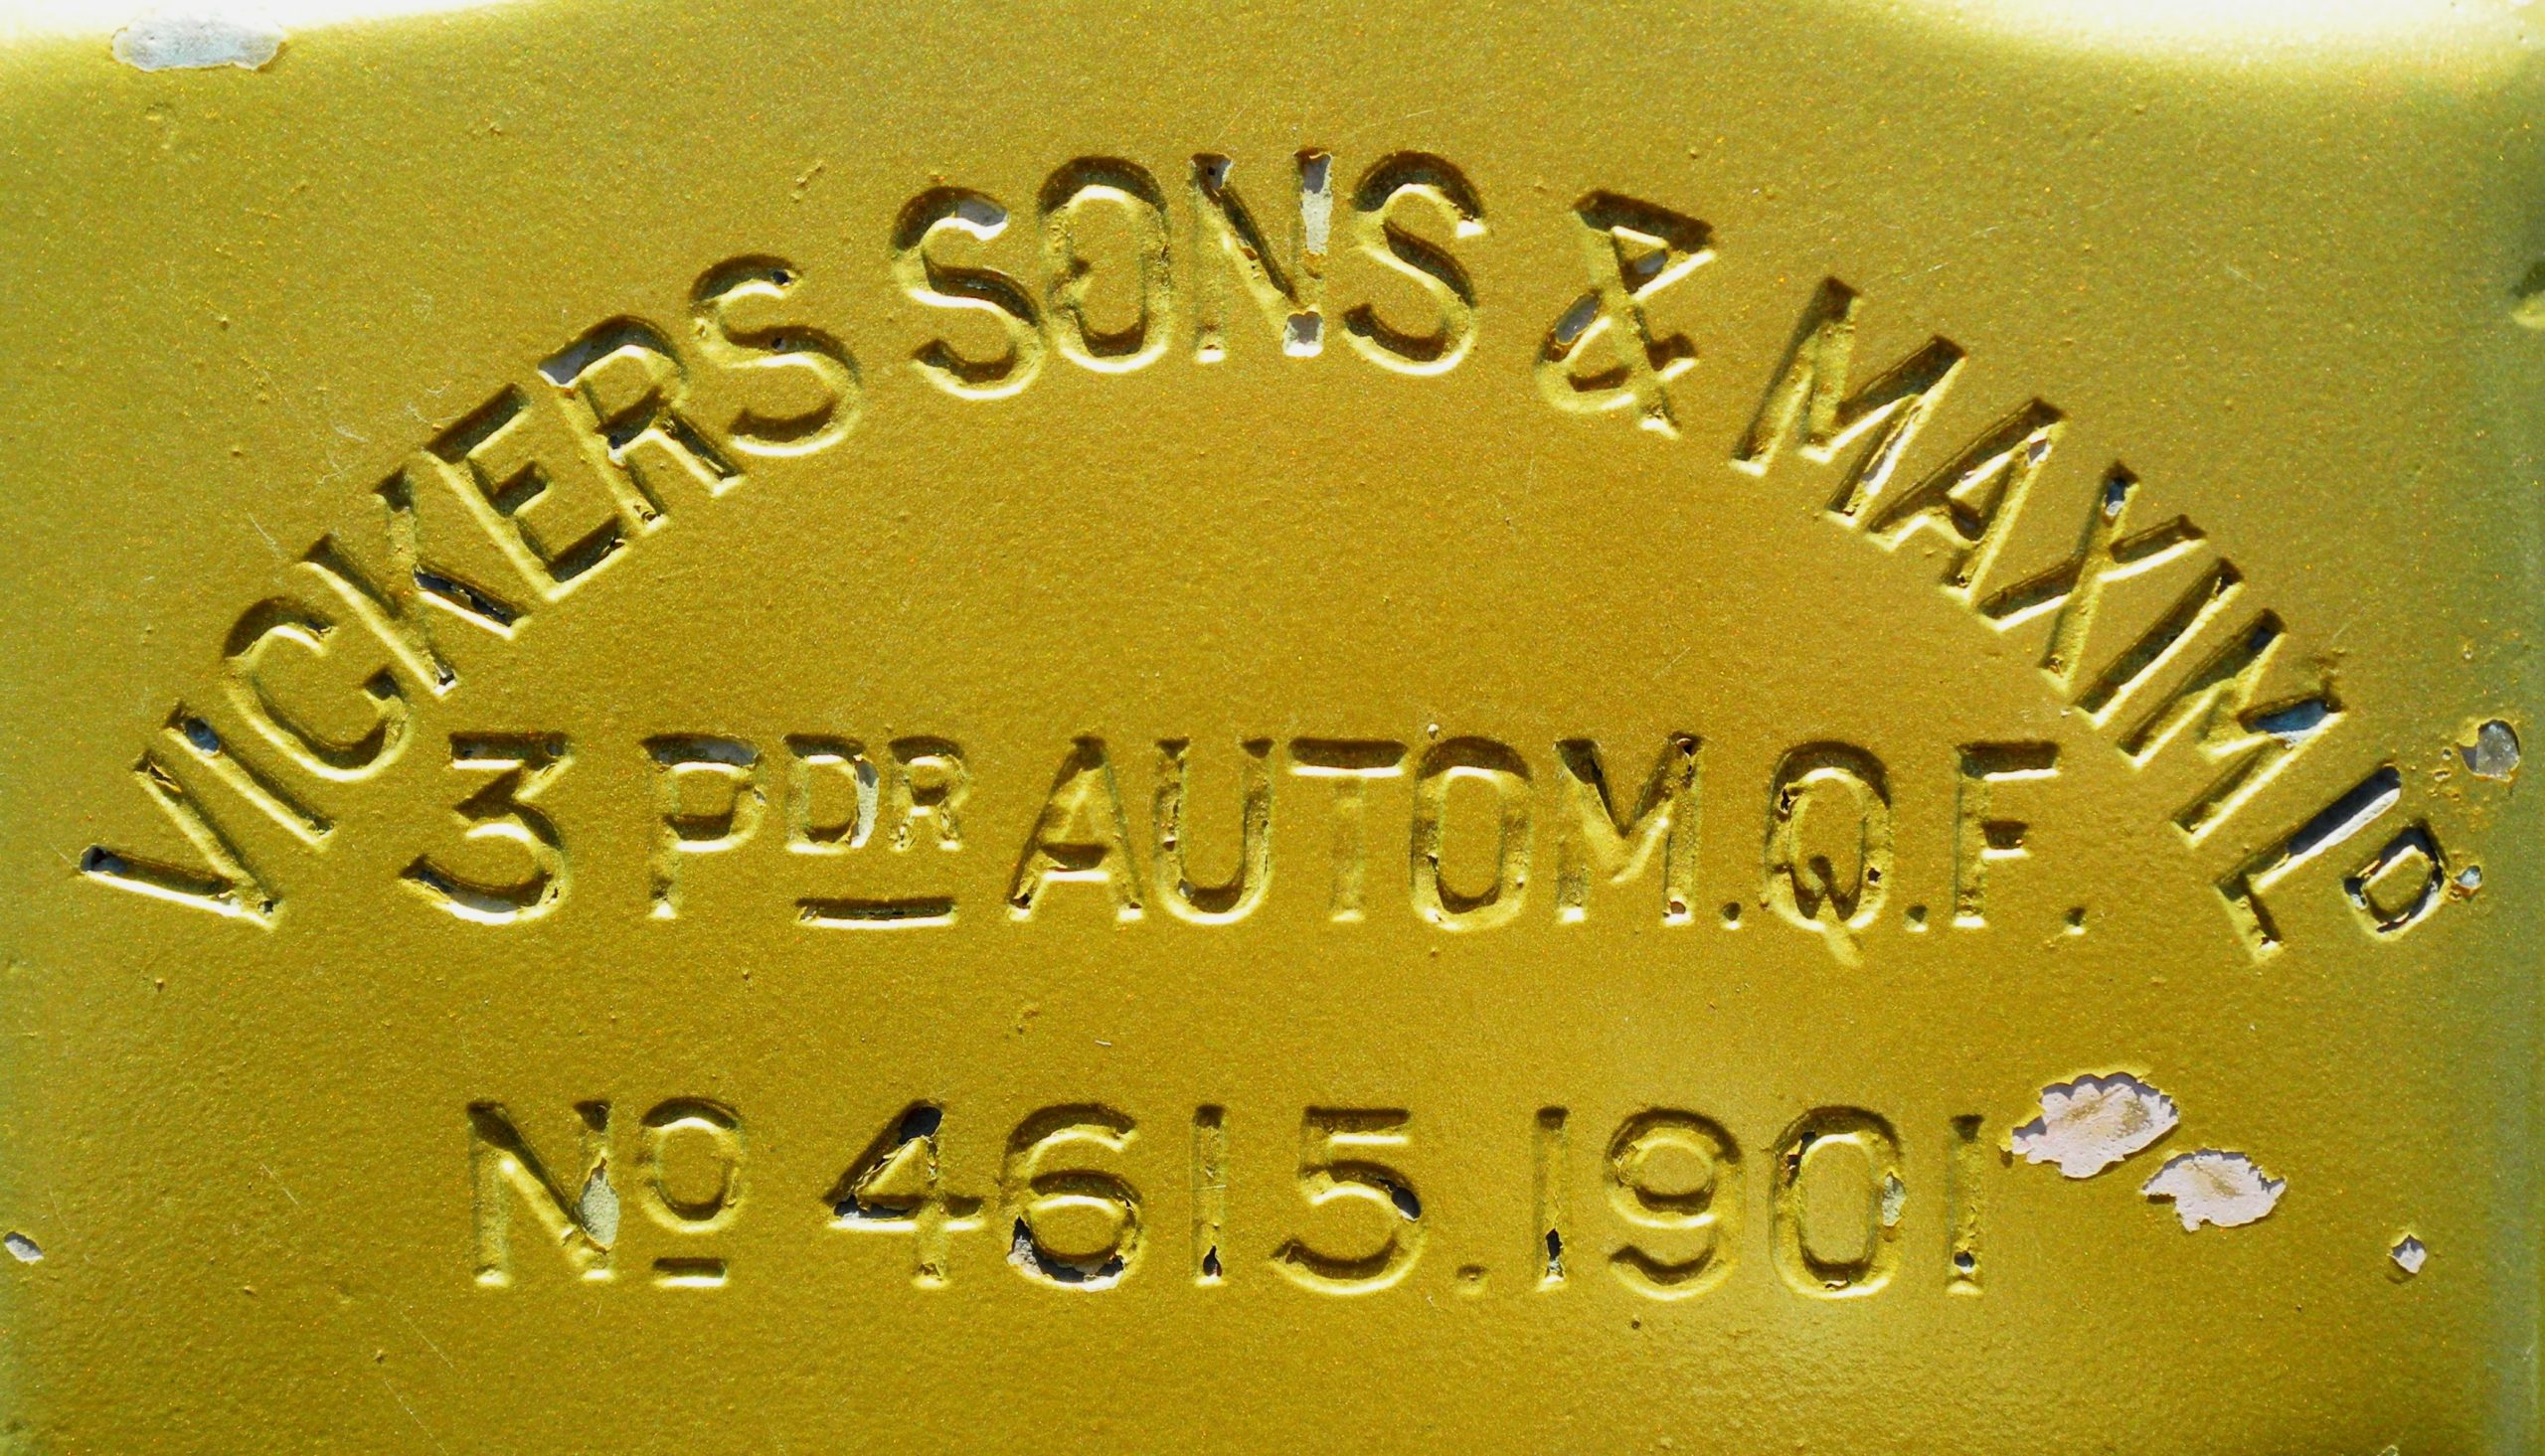 VICKERS SONS & MAXIM LD.
3 PDR AUTOM.Q.F.
Nº 4615.1901